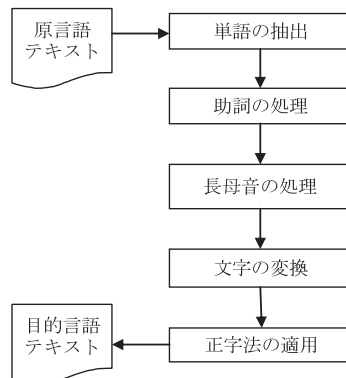 原言語
テキスト
単語の抽出
助詞の処理
長母音の処理
文字の変換
正字法の適用
目的言語
テキスト